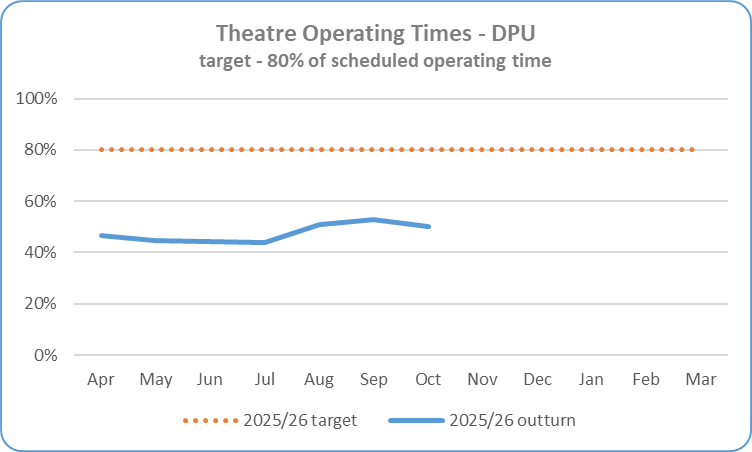 Theatre Operating Times - DPU
target - 80% of scheduled operating time
100%
80%
60%
40%
20%
0%
Apr May Jun Jul Aug Sep Oct Nov Dec Jan Feb Mar
2025/26 target 2025/26 outturn